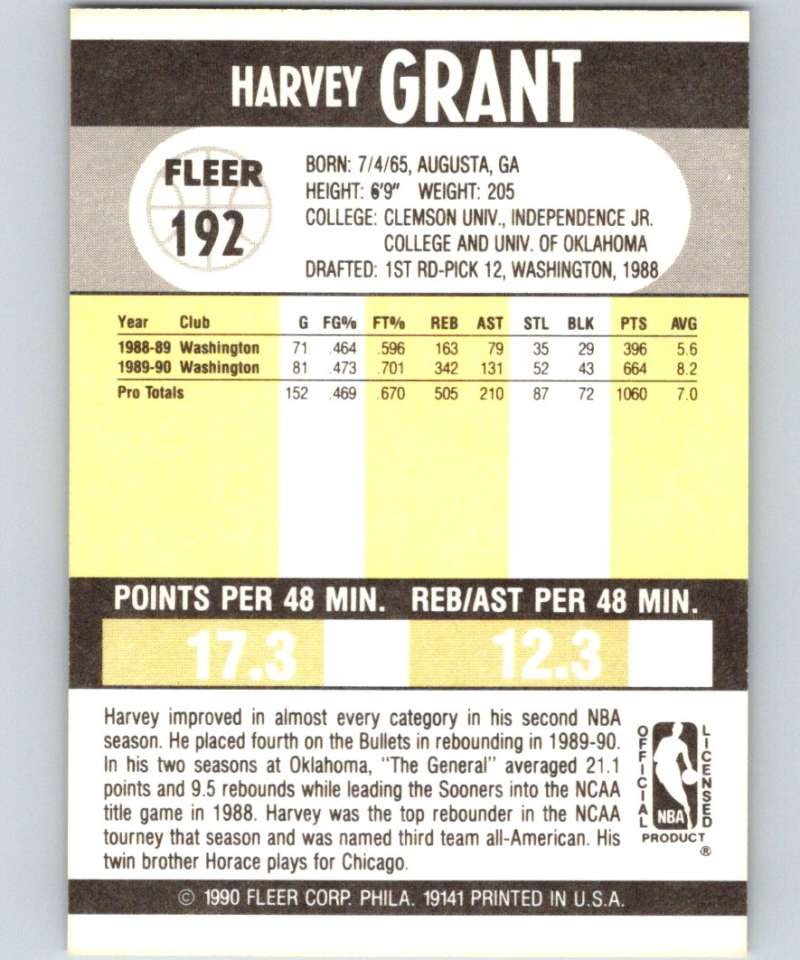 HARVEY GRANT
FLEER
192
BORN: 7/4/65, AUGUSTA, GA
HEIGHT: 6'9" WEIGHT: 205
COLLEGE: CLEMSON UNIV., INDEPENDENCE JR.
COLLEGE AND UNIV. OF OKLAHOMA
DRAFTED: 1ST RD-PICK 12, WASHINGTON, 1988
Year Club G FG% FT% REB AST STL BLK PTS AVG
1988-89 Washington 71 .464 .596 163 79 35 29 396 5.6
1989-90 Washington 81 .473 .701 342 131 52 43 664 8.2
Pro Totals 152 .469 .670 505 210 87 72 1060 7.0
POINTS PER 48 MIN. REB/AST PER 48 MIN.
17.3 12.3
Harvey improved in almost every category in his second NBA
season. He placed fourth on the Bullets in rebounding in 1989-90.
In his two seasons at Oklahoma, "The General" averaged 21.1
points and 9.5 rebounds while leading the Sooners into the NCAA
title game in 1988. Harvey was the top rebounder in the NCAA
tourney that season and was named third team all-American. His
twin brother Horace plays for Chicago.
OFFICIAL
NBA
LICENSED
PRODUCT
®
© 1990 FLEER CORP. PHILA. 19141 PRINTED IN U.S.A.